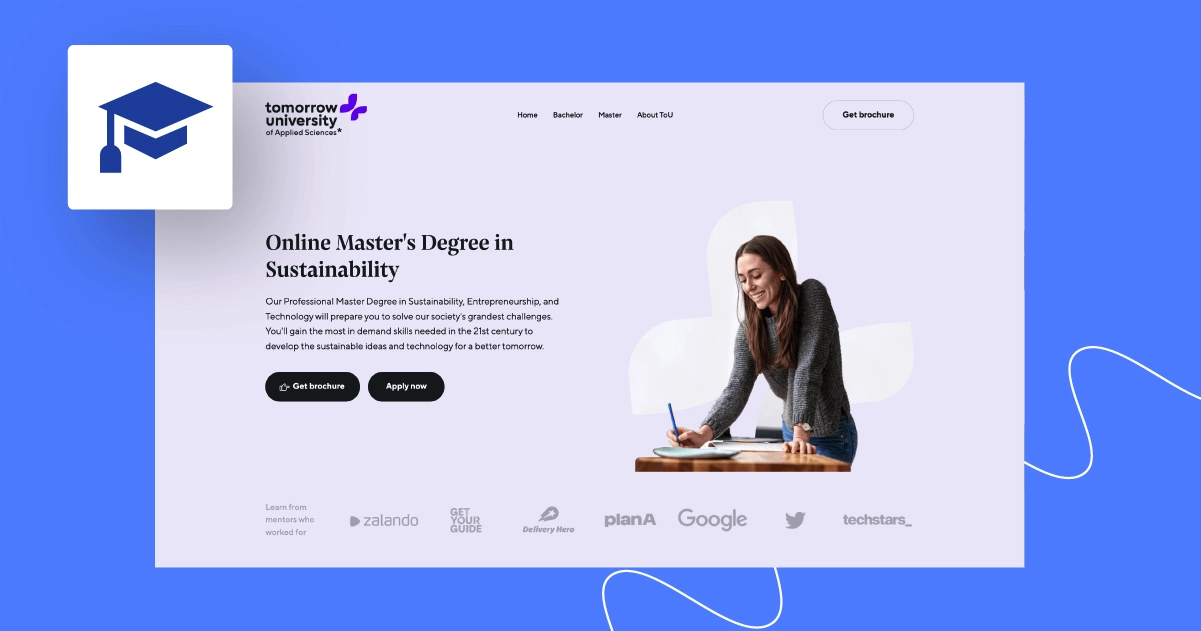 tomorrow
university
of Applied Sciences*
Home
Bachelor
Master
About ToU
Get brochure
Online Master's Degree in
Sustainability
Our Professional Master Degree in Sustainability, Entrepreneurship, and
Technology will prepare you to solve our society's grandest challenges.
You'll gain the most in demand skills needed in the 21st century to
develop the sustainable ideas and technology for a better tomorrow.
Get brochure
Apply now
Learn from
mentors who
worked for
zalando
GET
YOUR
GUIDE
Delivery Hero
planA
Google
techstars_